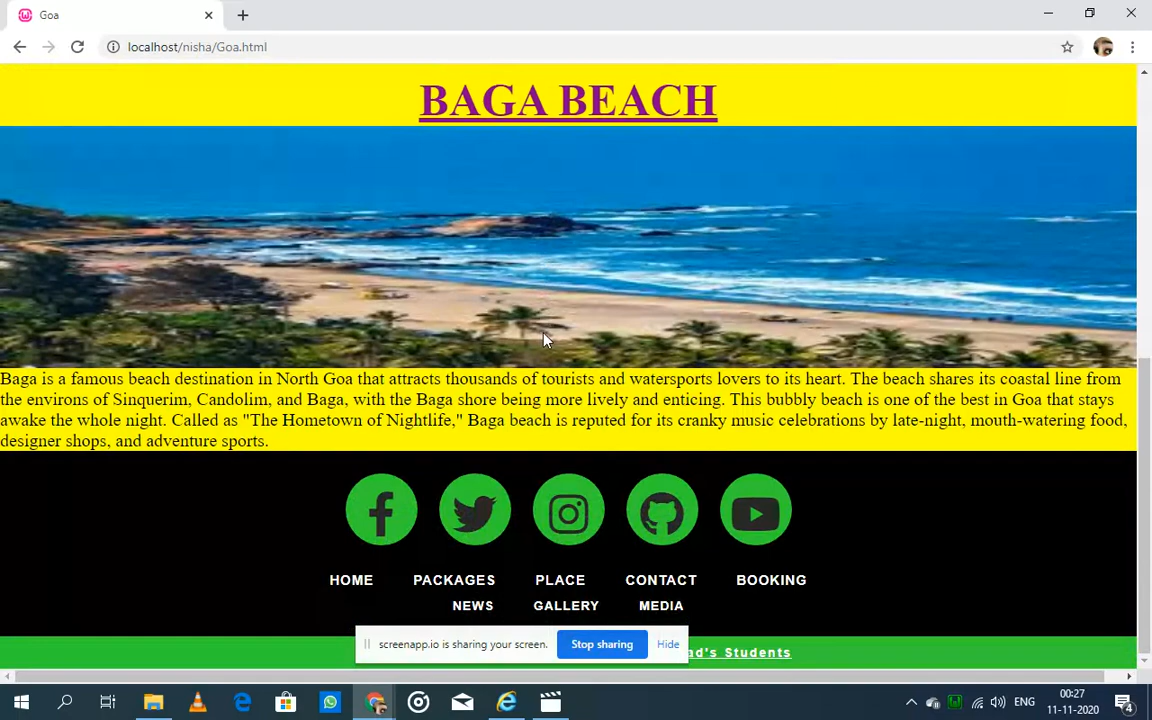 Goa
localhost/nisha/Goa.html
BAGA BEACH
Baga is a famous beach destination in North Goa that attracts thousands of tourists and watersports lovers to its heart. The beach shares its coastal line from
the environs of Sinquerim, Candolim, and Baga, with the Baga shore being more lively and enticing. This bubbly beach is one of the best in Goa that stays
awake the whole night. Called as "The Hometown of Nightlife," Baga beach is reputed for its cranky music celebrations by late-night, mouth-watering food,
designer shops, and adventure sports.
HOME PACKAGES PLACE CONTACT BOOKING
NEWS GALLERY MEDIA
screenapp.io is sharing your screen. Stop sharing Hide
ad's Students
ENG 00:27
11-11-2020 4